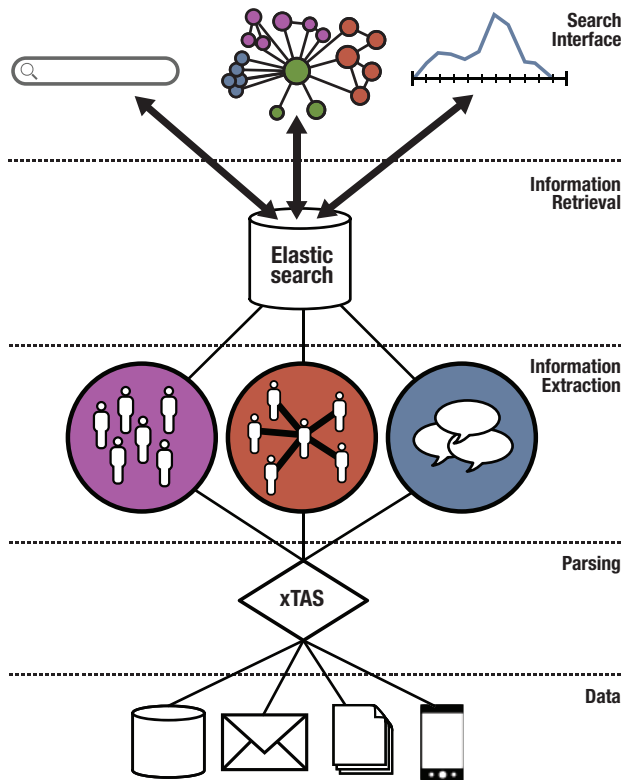 Search
Interface
Information
Retrieval
Elastic
search
Information
Extraction
Parsing
xTAS
Data